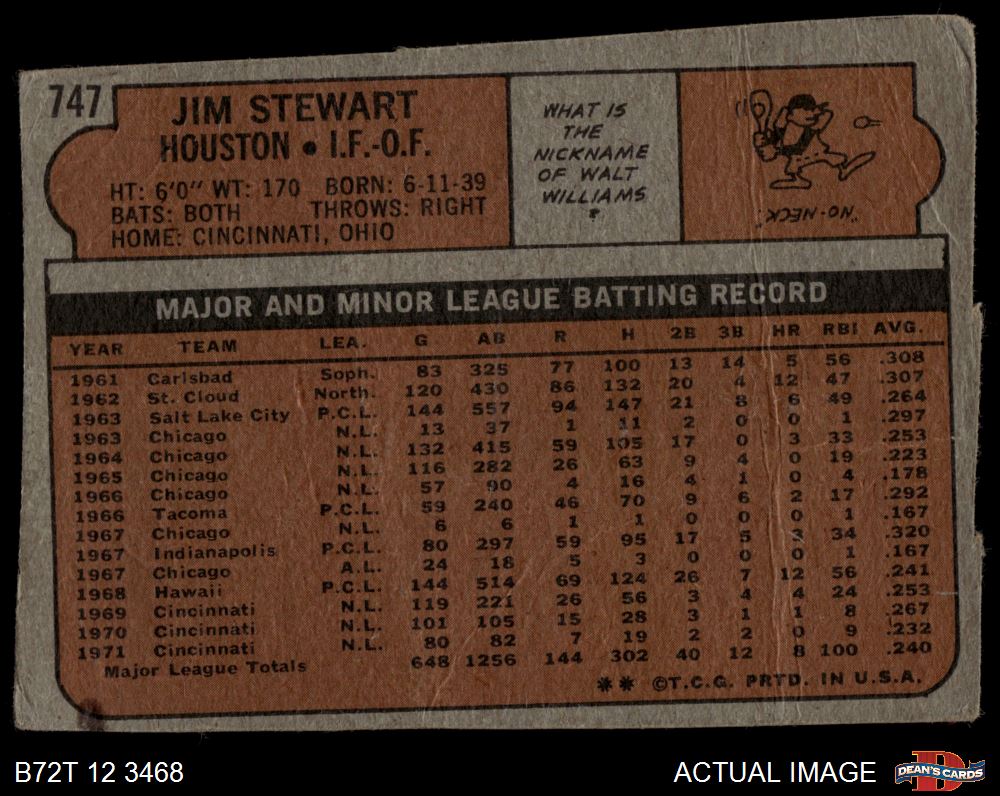 747
JIM STEWART
HOUSTON • I.F.-O.F.
HT: 6'0" WT: 170 BORN: 6-11-39
BATS: BOTH THROWS: RIGHT
HOME: CINCINNATI, OHIO
WHAT IS
THE
NICKNAME
OF WALT
WILLIAMS
?
"NO-NECK"
MAJOR AND MINOR LEAGUE BATTING RECORD
YEAR TEAM LEA. G AB R H 2B 3B HR RBI AVG.
1961 Carlsbad Soph. 83 325 77 100 13 14 5 56 .308
1962 St. Cloud North. 120 430 86 132 20 4 12 47 .307
1963 Salt Lake City P.C.L. 144 557 94 147 21 8 6 49 .264
1963 Chicago N.L. 13 37 1 11 2 0 0 1 .297
1964 Chicago N.L. 132 415 59 105 17 0 3 33 .253
1965 Chicago N.L. 116 282 26 63 9 4 0 19 .223
1966 Chicago N.L. 57 90 4 16 4 1 0 4 .178
1966 Tacoma P.C.L. 59 240 46 70 9 6 2 17 .292
1967 Chicago N.L. 6 6 1 1 0 0 0 1 .167
1967 Indianapolis P.C.L. 80 297 59 95 17 5 3 34 .320
1967 Chicago A.L. 24 18 5 3 0 0 0 1 .167
1968 Hawaii P.C.L. 144 514 69 124 26 7 12 56 .241
1969 Cincinnati N.L. 119 221 26 56 3 4 4 24 .253
1970 Cincinnati N.L. 101 105 15 28 3 1 1 8 .267
1971 Cincinnati N.L. 80 82 7 19 2 2 0 9 .232
Major League Totals 648 1256 144 302 40 12 8 100 .240
** ©T.C.G. PRTD. IN U.S.A.
B72T 12 3468
ACTUAL IMAGE
D
DEAN'S CARDS